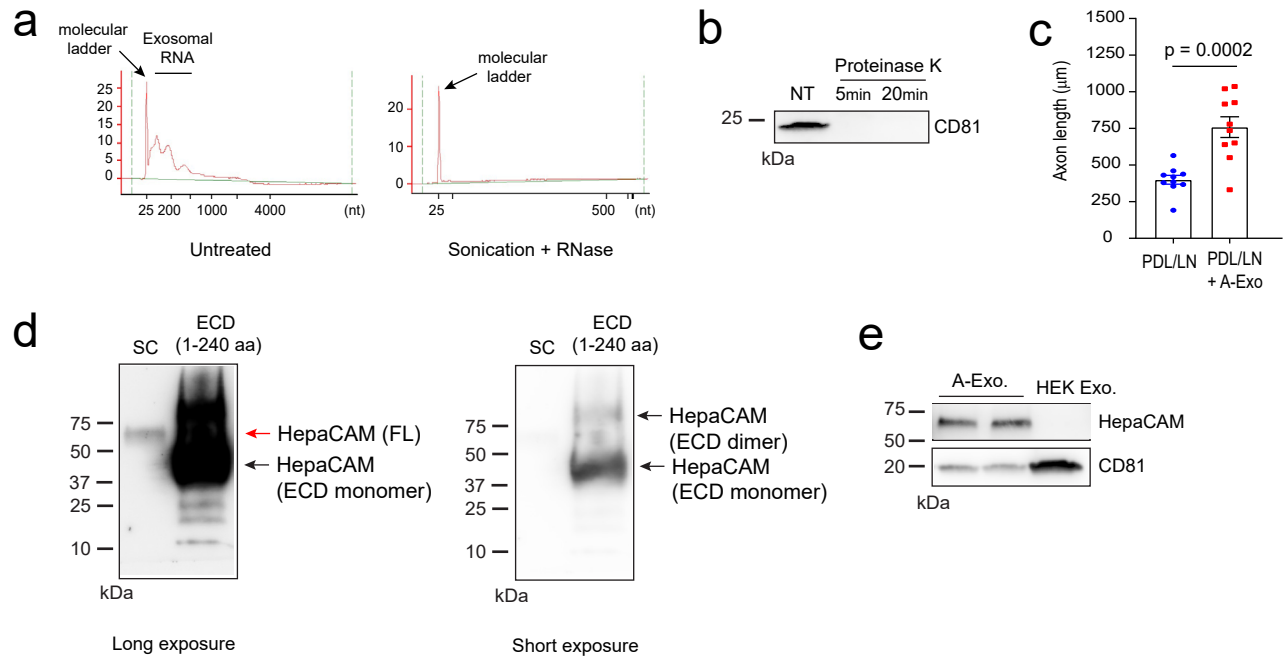 a
molecular
ladder
Exosomal
RNA
25
20
15
10
5
0
25 200 1000 4000 (nt)
Untreated
molecular
ladder
20
10
0
25 500 (nt)
Sonication + RNase
b
Proteinase K
NT 5min 20min
25
CD81
kDa
c
1500
1250
1000
750
500
250
0
Axon length (μm)
p = 0.0002
PDL/LN
PDL/LN
+ A-Exo
d
ECD
SC (1-240 aa)
75
50
37
25
10
kDa
HepaCAM (FL)
HepaCAM
(ECD monomer)
Long exposure
ECD
SC (1-240 aa)
75
50
37
25
10
kDa
HepaCAM
(ECD dimer)
HepaCAM
(ECD monomer)
Short exposure
e
A-Exo. HEK Exo.
75
50
20
kDa
HepaCAM
CD81